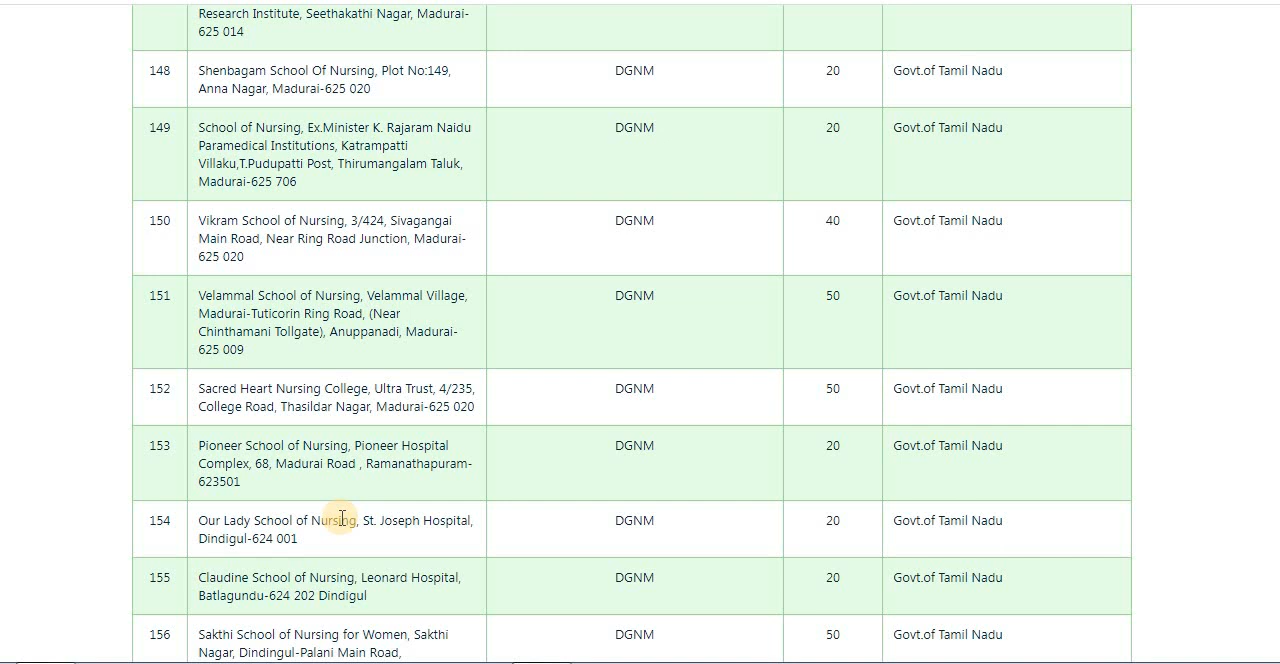 Research Institute, Seethakathi Nagar, Madurai-
625 014
148 Shenbagam School Of Nursing, Plot No:149, DGNM 20 Govt.of Tamil Nadu
Anna Nagar, Madurai-625 020
149 School of Nursing, Ex.Minister K. Rajaram Naidu DGNM 20 Govt.of Tamil Nadu
Paramedical Institutions, Katrampatti
Villaku,T.Pudupatti Post, Thirumangalam Taluk,
Madurai-625 706
150 Vikram School of Nursing, 3/424, Sivagangai DGNM 40 Govt.of Tamil Nadu
Main Road, Near Ring Road Junction, Madurai-
625 020
151 Velammal School of Nursing, Velammal Village, DGNM 50 Govt.of Tamil Nadu
Madurai-Tuticorin Ring Road, (Near
Chinthamani Tollgate), Anuppanadi, Madurai-
625 009
152 Sacred Heart Nursing College, Ultra Trust, 4/235, DGNM 50 Govt.of Tamil Nadu
College Road, Thasildar Nagar, Madurai-625 020
153 Pioneer School of Nursing, Pioneer Hospital DGNM 20 Govt.of Tamil Nadu
Complex, 68, Madurai Road , Ramanathapuram-
623501
154 Our Lady School of Nursing, St. Joseph Hospital, DGNM 20 Govt.of Tamil Nadu
Dindigul-624 001
155 Claudine School of Nursing, Leonard Hospital, DGNM 20 Govt.of Tamil Nadu
Batlagundu-624 202 Dindigul
156 Sakthi School of Nursing for Women, Sakthi DGNM 50 Govt.of Tamil Nadu
Nagar, Dindingul-Palani Main Road,